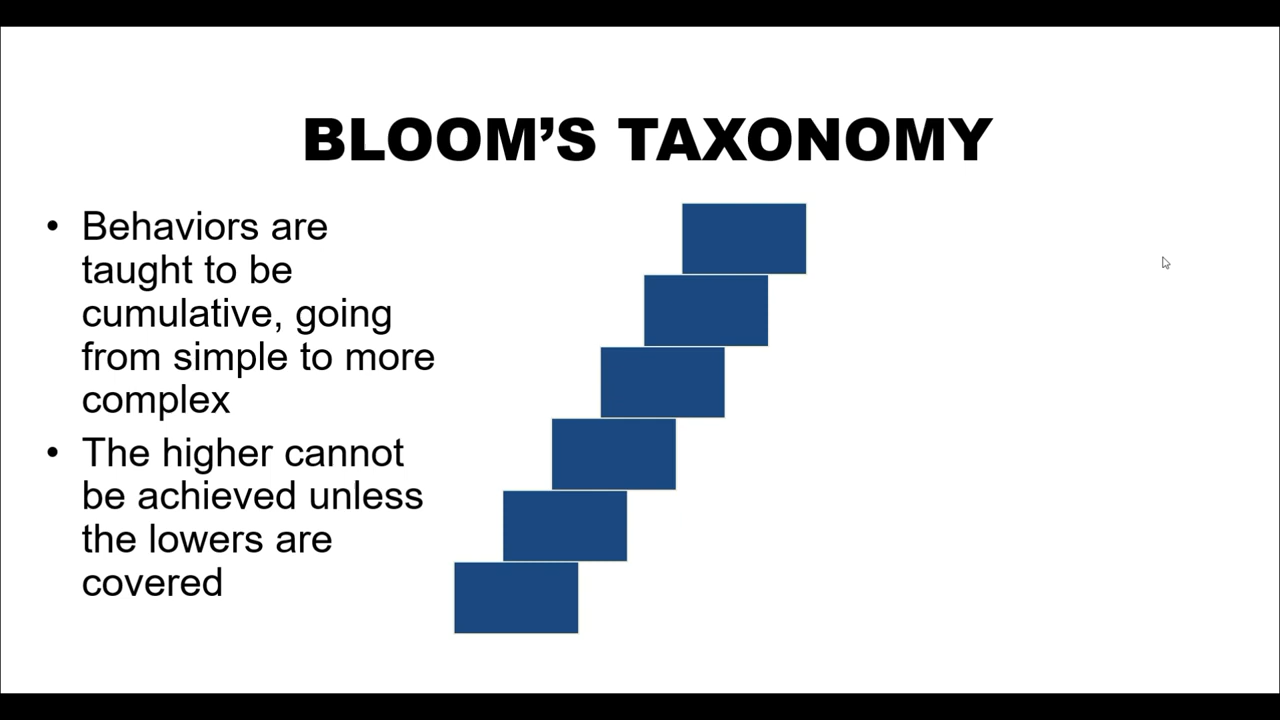 BLOOM’S TAXONOMY
• Behaviors are
taught to be
cumulative, going
from simple to more
complex
• The higher cannot
be achieved unless
the lowers are
covered